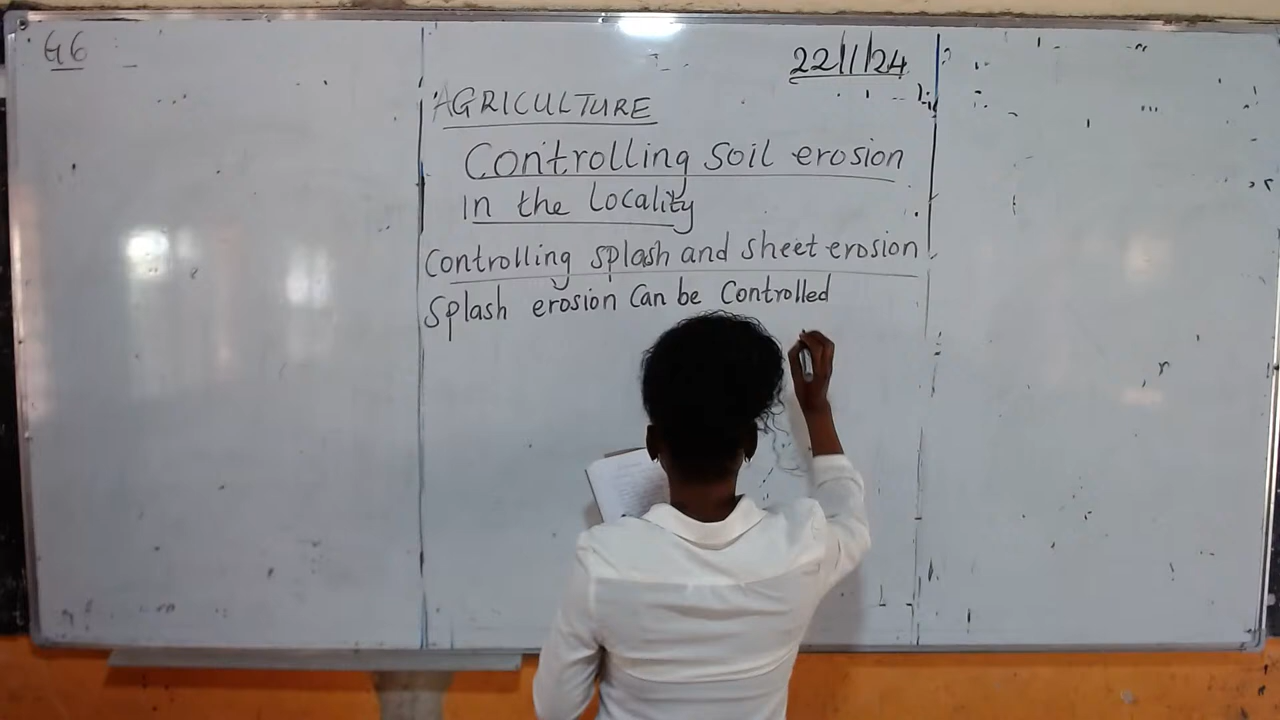 G6
22/1/24
AGRICULTURE
Controlling soil erosion
in the Locality
Controlling splash and sheet erosion
Splash erosion Can be Controlled